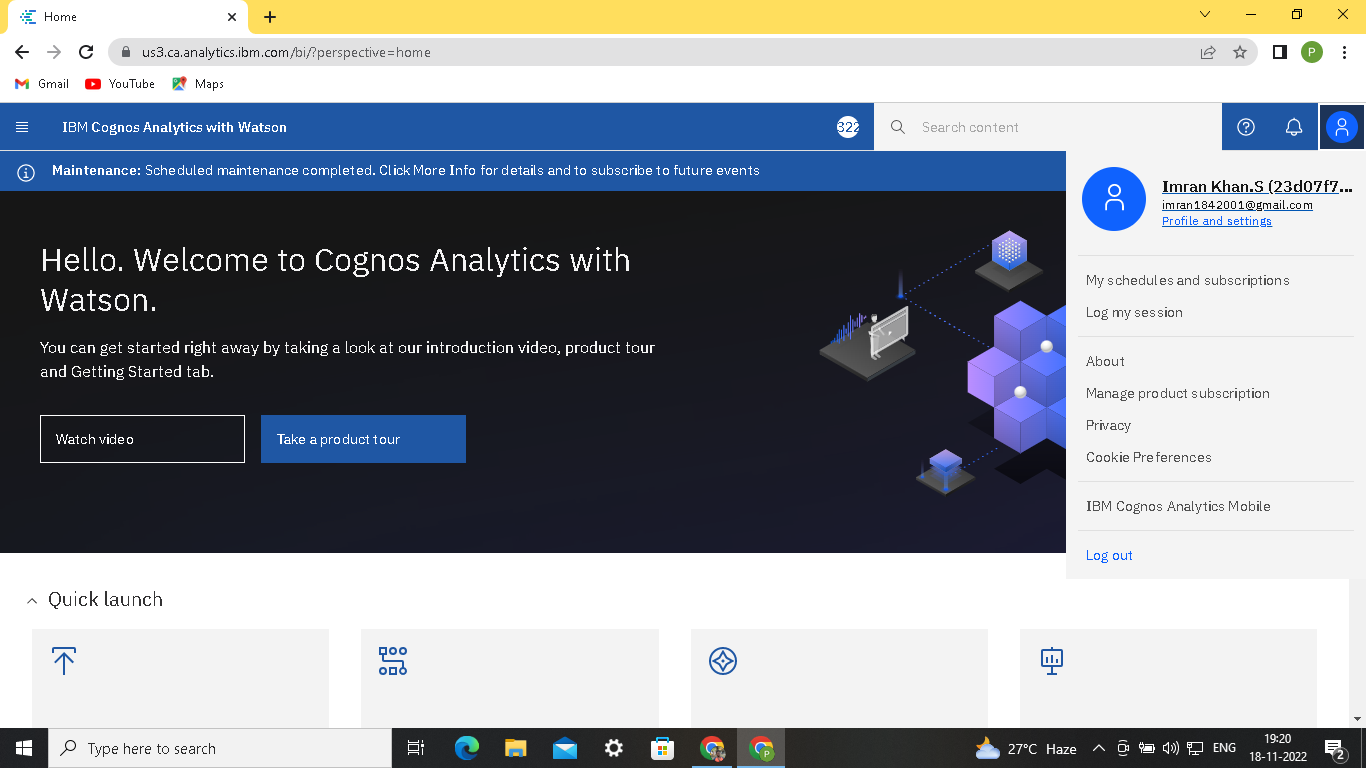 Home
us3.ca.analytics.ibm.com/bi/?perspective=home
P
Gmail YouTube Maps
IBM Cognos Analytics with Watson
322
Search content
Maintenance: Scheduled maintenance completed. Click More Info for details and to subscribe to future events
Hello. Welcome to Cognos Analytics with
Watson.
You can get started right away by taking a look at our introduction video, product tour
and Getting Started tab.
Watch video
Take a product tour
Imran Khan.S (23d07f7...
imran1842001@gmail.com
Profile and settings
My schedules and subscriptions
Log my session
About
Manage product subscription
Privacy
Cookie Preferences
IBM Cognos Analytics Mobile
Log out
Quick launch
Type here to search
P
27°C Haze
ENG
19:20
18-11-2022
2